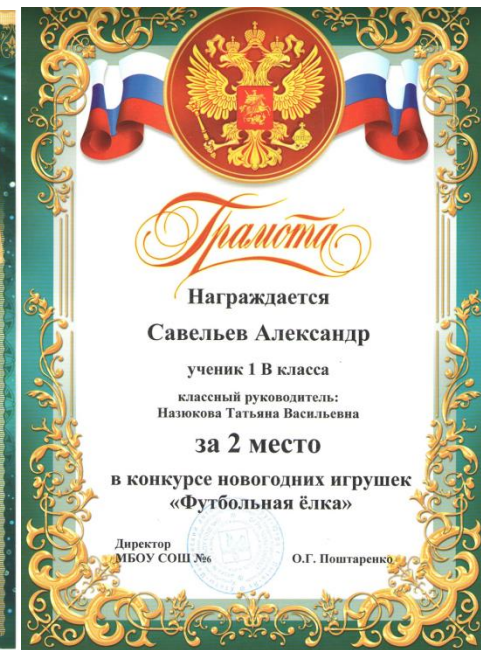 Грамота
Награждается
Савельев Александр
ученик 1 В класса
классный руководитель:
Назюкова Татьяна Васильевна
за 2 место
в конкурсе новогодних игрушек
«Футбольная ёлка»
Директор
МБОУ СОШ №6 О.Г. Поштаренко